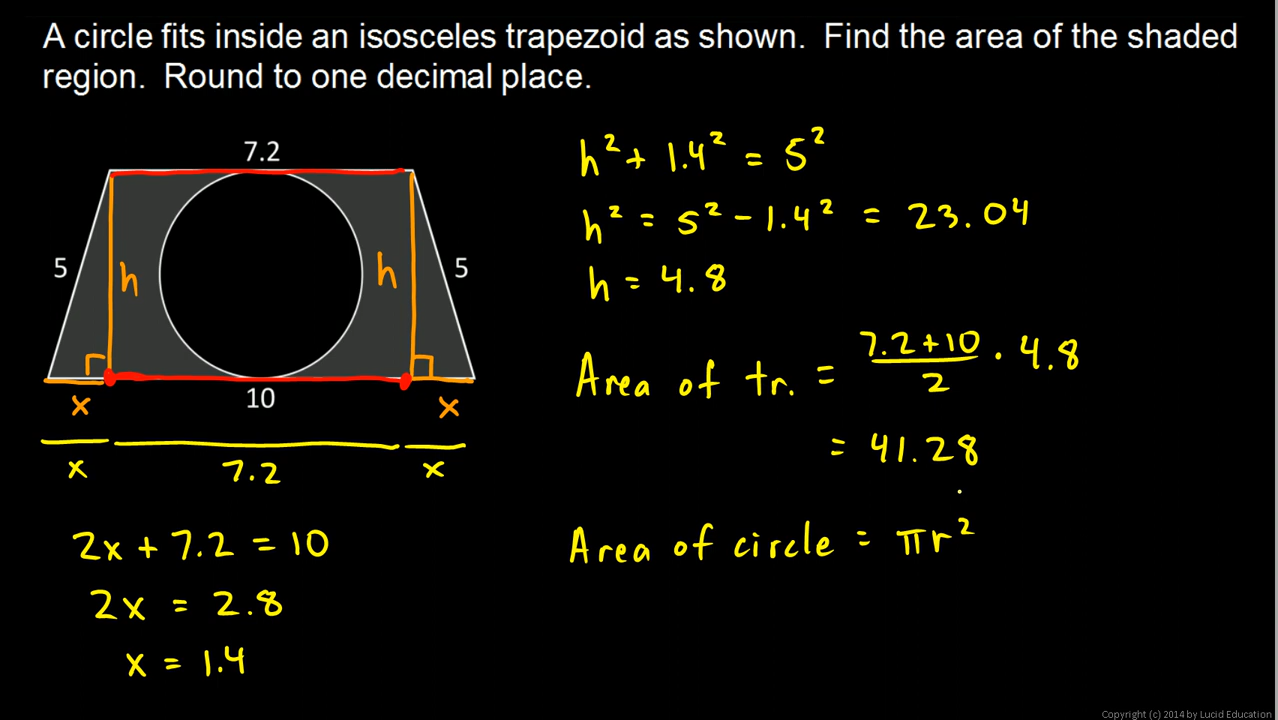 A circle fits inside an isosceles trapezoid as shown. Find the area of the shaded
region. Round to one decimal place.
7.2
5
h
h
5
x
10
x
x
7.2
x
2x + 7.2 = 10
2x = 2.8
x = 1.4
h² + 1.4² = 5²
h² = 5² - 1.4² = 23.04
h = 4.8
Area of tr. = (7.2+10)/2 · 4.8
= 41.28
Area of circle = πr²
Copyright (c) 2014 by Lucid Education